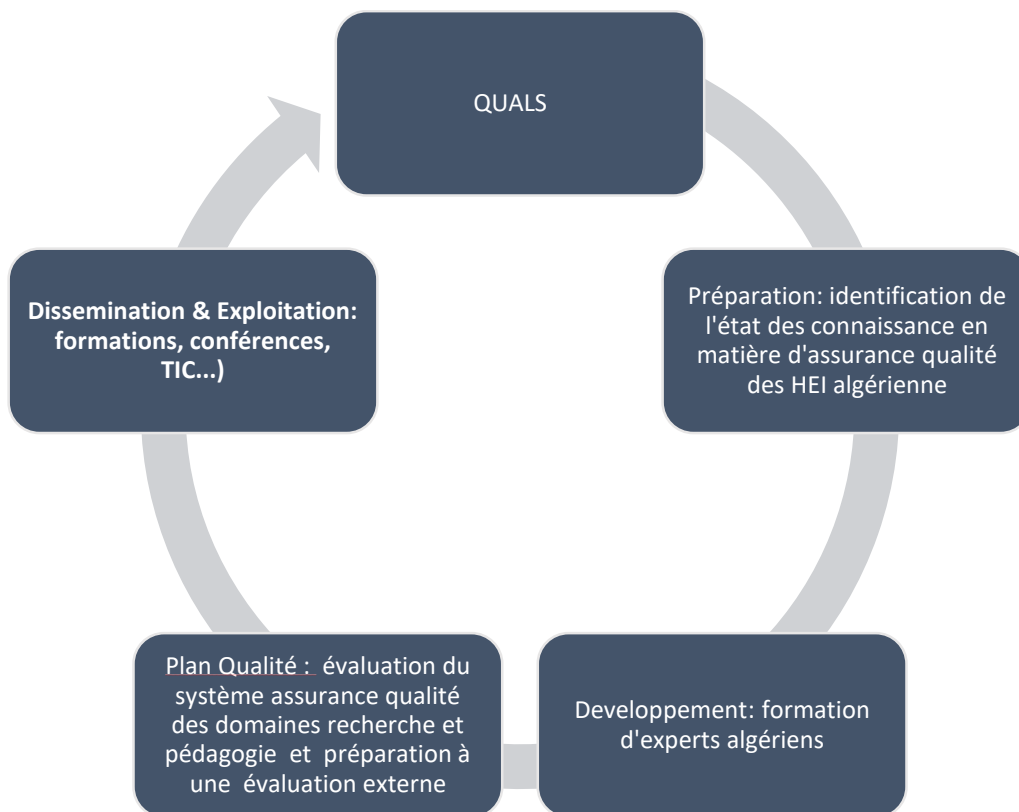 QUALS
Préparation: identification de
l'état des connaissance en
matière d'assurance qualité
des HEI algérienne
Developpement: formation
d'experts algériens
Plan Qualité : évaluation du
système assurance qualité
des domaines recherche et
pédagogie et préparation à
une évaluation externe
Dissemination & Exploitation:
formations, conférences,
TIC...)